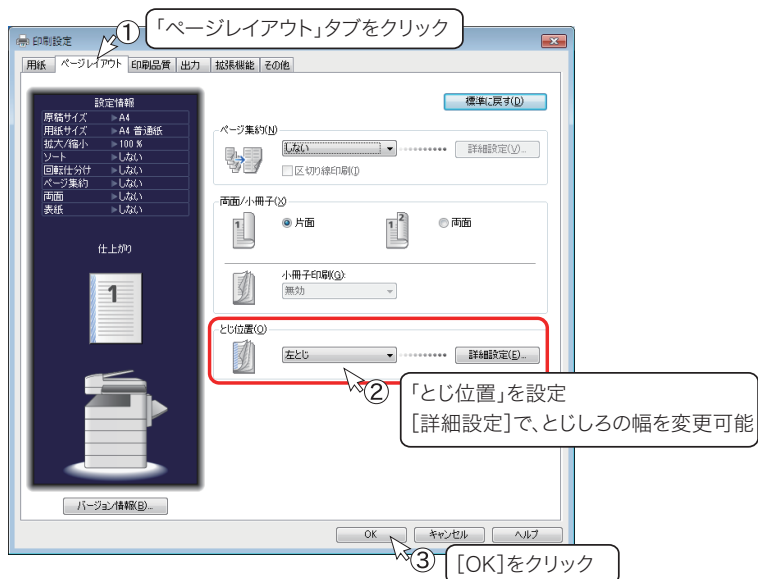 ① 「ページレイアウト」タブをクリック
印刷設定
用紙 ページレイアウト 印刷品質 出力 拡張機能 その他
設定情報
原稿サイズ ▶A4
用紙サイズ ▶A4 普通紙
拡大/縮小 ▶100 %
ソート ▶しない
回転仕分け ▶しない
ページ集約 ▶しない
両面 ▶しない
表紙 ▶しない
仕上がり
1
バージョン情報(B)...
標準に戻す(D)
ページ集約(N)
しない 詳細設定(V)...
区切り線印刷(I)
両面/小冊子(X)
1 片面 1 2 両面
小冊子印刷(G):
無効
とじ位置(O)
左とじ 詳細設定(E)...
② 「とじ位置」を設定
[詳細設定]で、とじしろの幅を変更可能
OK キャンセル ヘルプ
③ [OK]をクリック